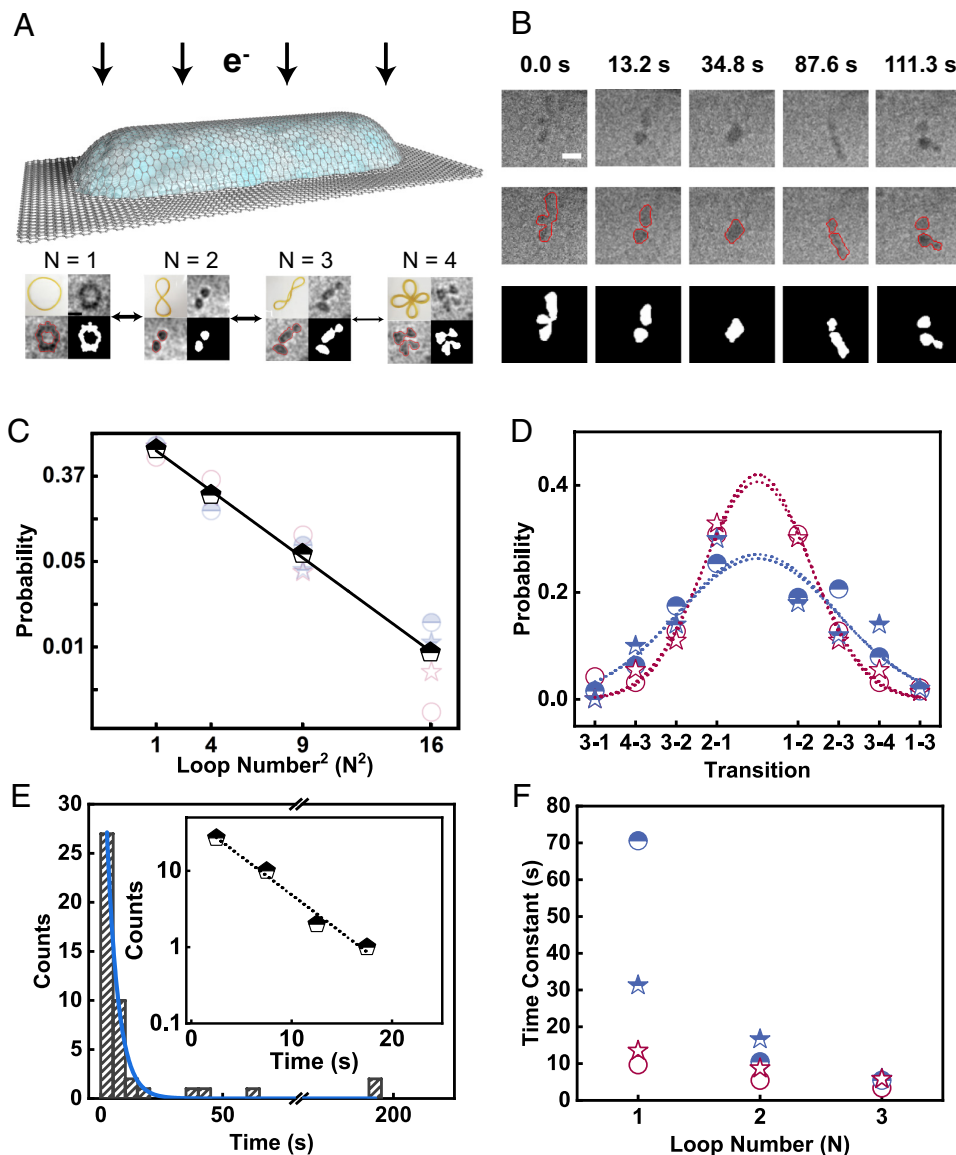 A
e-
N = 1
N = 2
N = 3
N = 4
B
0.0 s
13.2 s
34.8 s
87.6 s
111.3 s
C
Probability
0.37
0.05
0.01
1
4
9
16
Loop Number² (N²)
D
Probability
0.4
0.2
0.0
3-1
4-3
3-2
2-1
1-2
2-3
3-4
1-3
Transition
E
Counts
30
25
20
15
10
5
0
0
50
200
Time (s)
Counts
10
1
0.1
0
10
20
Time (s)
F
Time Constant (s)
80
70
60
50
40
30
20
10
0
1
2
3
Loop Number (N)